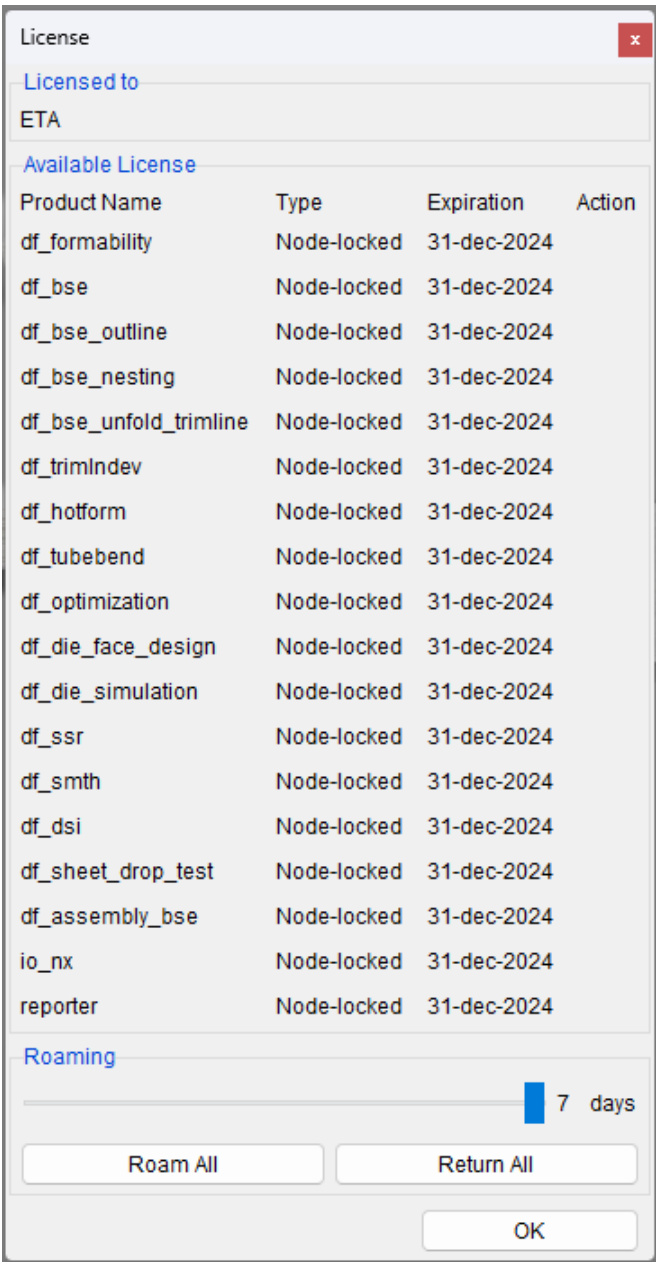 License
x
Licensed to
ETA
Available License
Product Name Type Expiration Action
df_formability Node-locked 31-dec-2024
df_bse Node-locked 31-dec-2024
df_bse_outline Node-locked 31-dec-2024
df_bse_nesting Node-locked 31-dec-2024
df_bse_unfold_trimline Node-locked 31-dec-2024
df_trimlndev Node-locked 31-dec-2024
df_hotform Node-locked 31-dec-2024
df_tubebend Node-locked 31-dec-2024
df_optimization Node-locked 31-dec-2024
df_die_face_design Node-locked 31-dec-2024
df_die_simulation Node-locked 31-dec-2024
df_ssr Node-locked 31-dec-2024
df_smth Node-locked 31-dec-2024
df_dsi Node-locked 31-dec-2024
df_sheet_drop_test Node-locked 31-dec-2024
df_assembly_bse Node-locked 31-dec-2024
io_nx Node-locked 31-dec-2024
reporter Node-locked 31-dec-2024
Roaming
7 days
Roam All Return All
OK